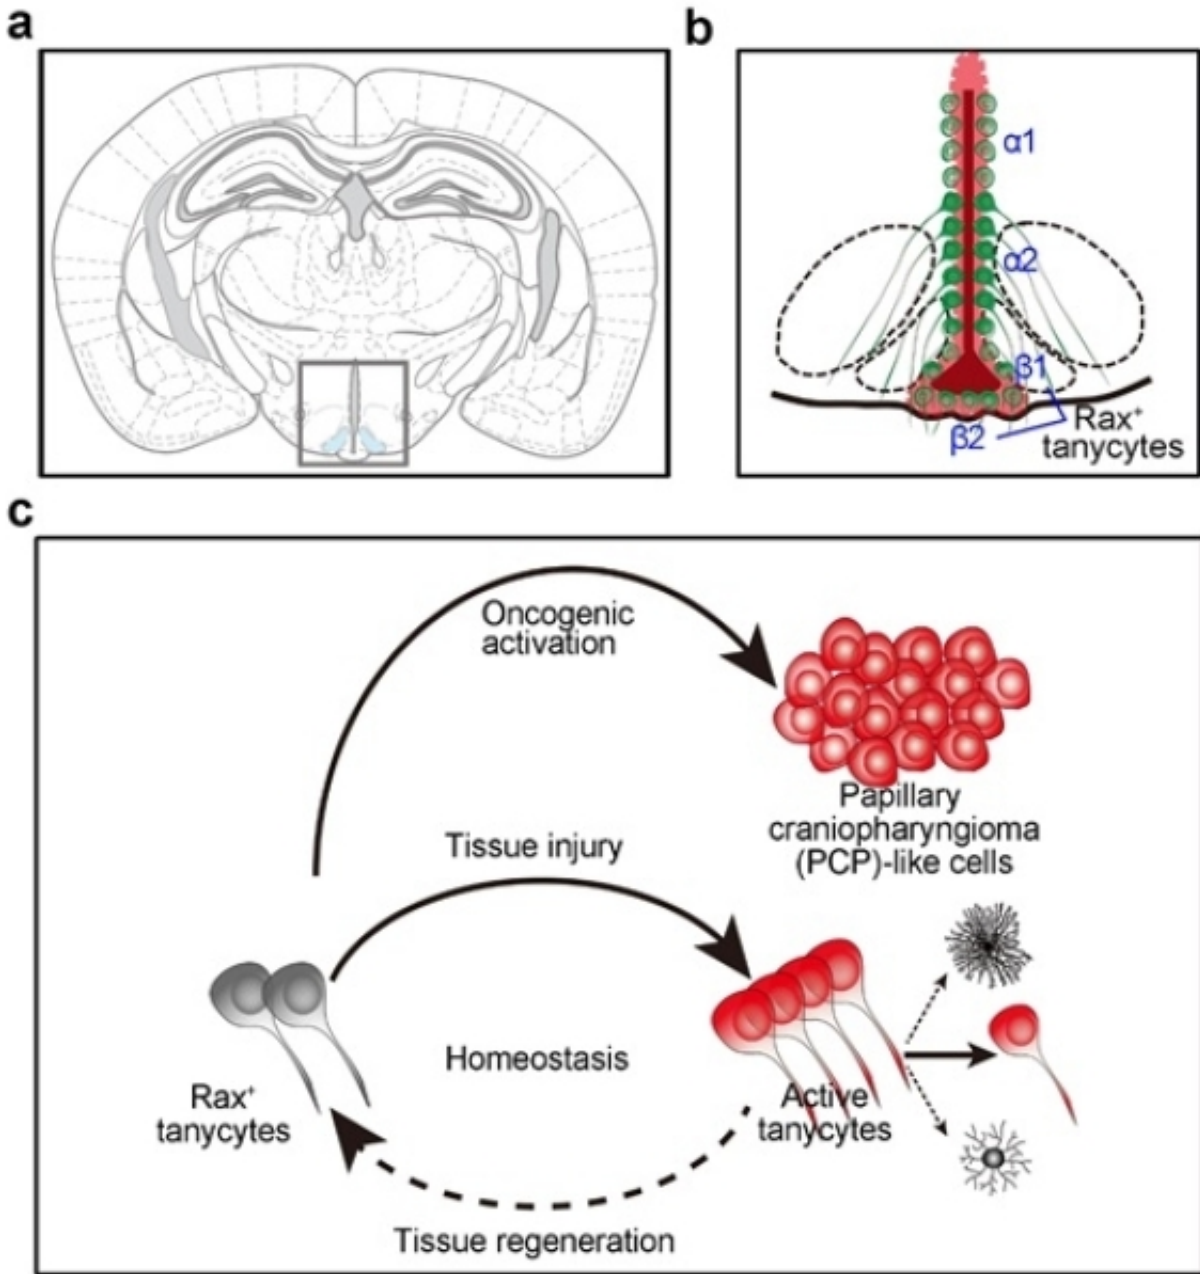 a
b
α1
α2
β1
β2
Rax⁺
tanycytes
c
Oncogenic
activation
Papillary
craniopharyngioma
(PCP)-like cells
Tissue injury
Homeostasis
Rax⁺
tanycytes
Active
tanycytes
Tissue regeneration